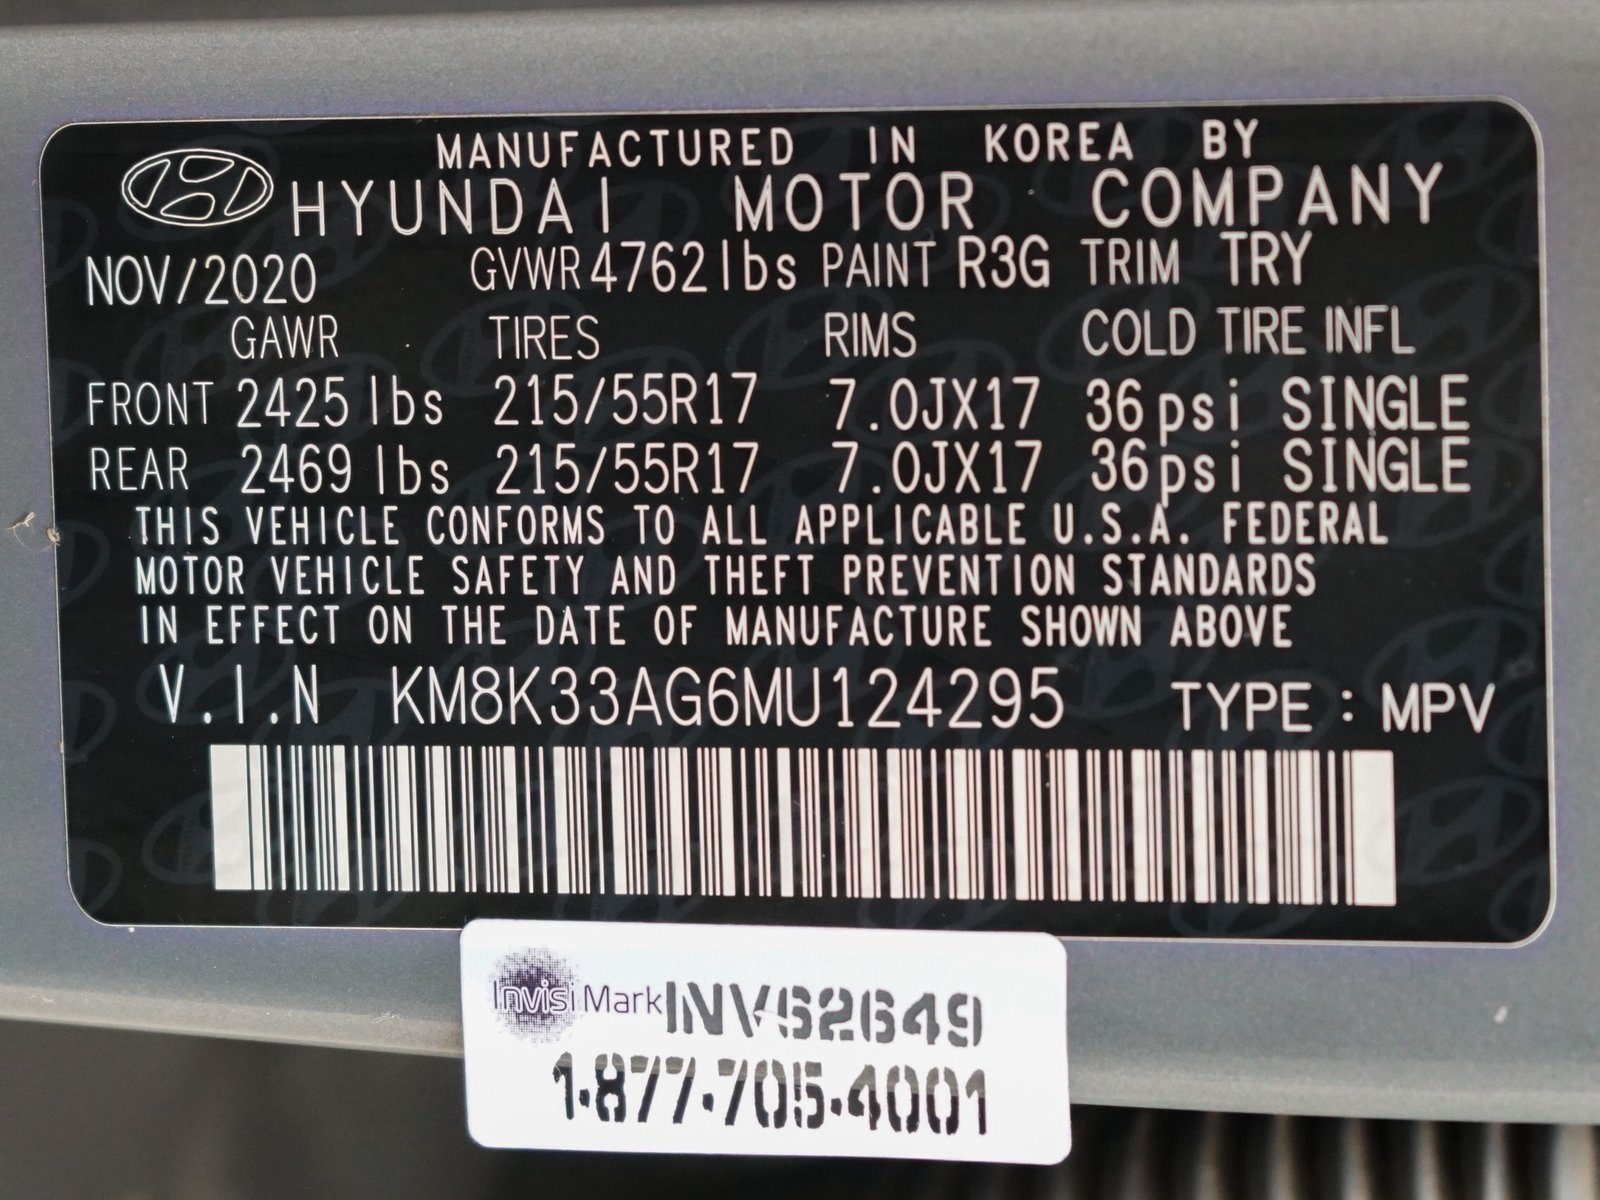 MANUFACTURED IN KOREA BY
HYUNDAI MOTOR COMPANY
NOV/2020 GVWR 4762 lbs PAINT R3G TRIM TRY
GAWR TIRES RIMS COLD TIRE INFL
FRONT 2425 lbs 215/55R17 7.0JX17 36psi SINGLE
REAR 2469 lbs 215/55R17 7.0JX17 36psi SINGLE
THIS VEHICLE CONFORMS TO ALL APPLICABLE U.S.A. FEDERAL
MOTOR VEHICLE SAFETY AND THEFT PREVENTION STANDARDS
IN EFFECT ON THE DATE OF MANUFACTURE SHOWN ABOVE
V.I.N KM8K33AG6MU124295 TYPE : MPV
InvisiMark INV62649
1-877-705-4001